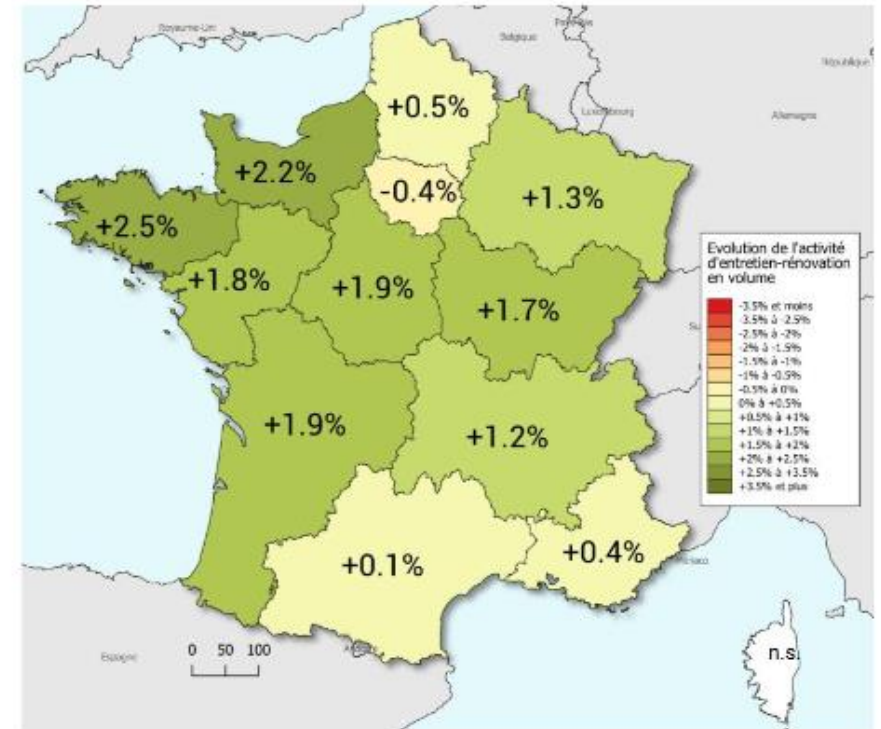 Royaume-Uni
Belgique
République
Luxembourg
Allemagne
+0.5%
+2.2%
-0.4%
+1.3%
+2.5%
+1.8%
+1.9%
+1.7%
Evolution de l'activité
d'entretien-rénovation
en volume
-3.5% et moins
-3.5% à -2.5%
-2.5% à -2%
-2% à -1.5%
-1.5% à -1%
-1% à -0.5%
-0.5% à 0%
0% à +0.5%
+0.5% à +1%
+1% à +1.5%
+1.5% à +2%
+2% à +2.5%
+2.5% à +3.5%
+3.5% et plus
+1.9%
+1.2%
+0.1%
+0.4%
Monaco
0 50 100
Espagne
n.s.